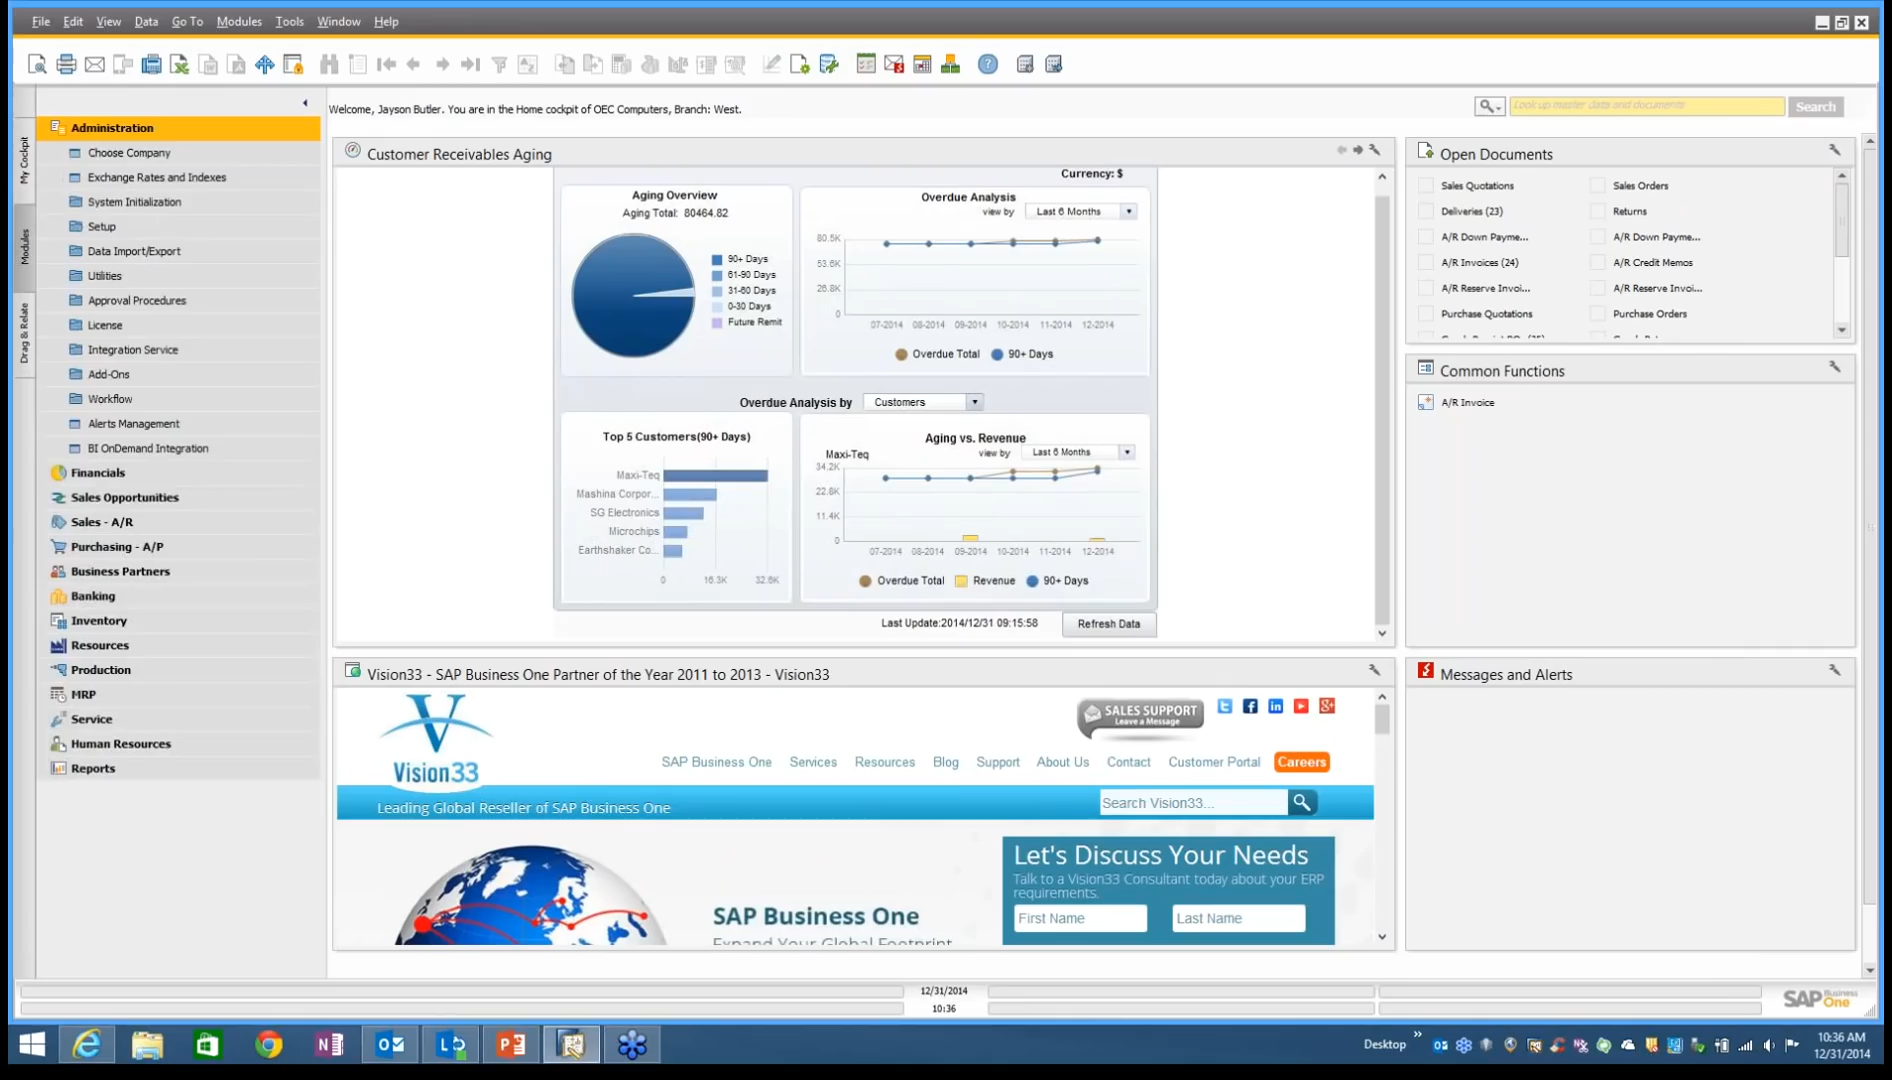 File Edit View Data Go To Modules Tools Window Help
Welcome, Jayson Butler. You are in the Home cockpit of OEC Computers, Branch: West.
Look up master data and documents
Search
My Cockpit
Modules
Drag & Relate
Administration
Choose Company
Exchange Rates and Indexes
System Initialization
Setup
Data Import/Export
Utilities
Approval Procedures
License
Integration Service
Add-Ons
Workflow
Alerts Management
BI OnDemand Integration
Financials
Sales Opportunities
Sales - A/R
Purchasing - A/P
Business Partners
Banking
Inventory
Resources
Production
MRP
Service
Human Resources
Reports
Customer Receivables Aging
Currency: $
Aging Overview
Aging Total: 80464.82
90+ Days
61-90 Days
31-60 Days
0-30 Days
Future Remit
Overdue Analysis
view by Last 6 Months
80.5K
53.6K
26.8K
0
07-2014 08-2014 09-2014 10-2014 11-2014 12-2014
Overdue Total 90+ Days
Overdue Analysis by Customers
Top 5 Customers(90+ Days)
Maxi-Teq
Mashina Corpor...
SG Electronics
Microchips
Earthshaker Co...
0 16.3K 32.6K
Aging vs. Revenue
Maxi-Teq
view by Last 6 Months
34.2K
22.8K
11.4K
0
07-2014 08-2014 09-2014 10-2014 11-2014 12-2014
Overdue Total Revenue 90+ Days
Last Update:2014/12/31 09:15:58
Refresh Data
Open Documents
Sales Quotations Sales Orders
Deliveries (23) Returns
A/R Down Payme... A/R Down Payme...
A/R Invoices (24) A/R Credit Memos
A/R Reserve Invoi... A/R Reserve Invoi...
Purchase Quotations Purchase Orders
Common Functions
A/R Invoice
Vision33 - SAP Business One Partner of the Year 2011 to 2013 - Vision33
Vision33
SALES SUPPORT
Leave a Message
SAP Business One Services Resources Blog Support About Us Contact Customer Portal Careers
Leading Global Reseller of SAP Business One
Search Vision33...
SAP Business One
Expand Your Global Footprint
Let's Discuss Your Needs
Talk to a Vision33 Consultant today about your ERP
requirements.
First Name Last Name
Messages and Alerts
12/31/2014
10:36
SAP Business One
Desktop
10:36 AM
12/31/2014